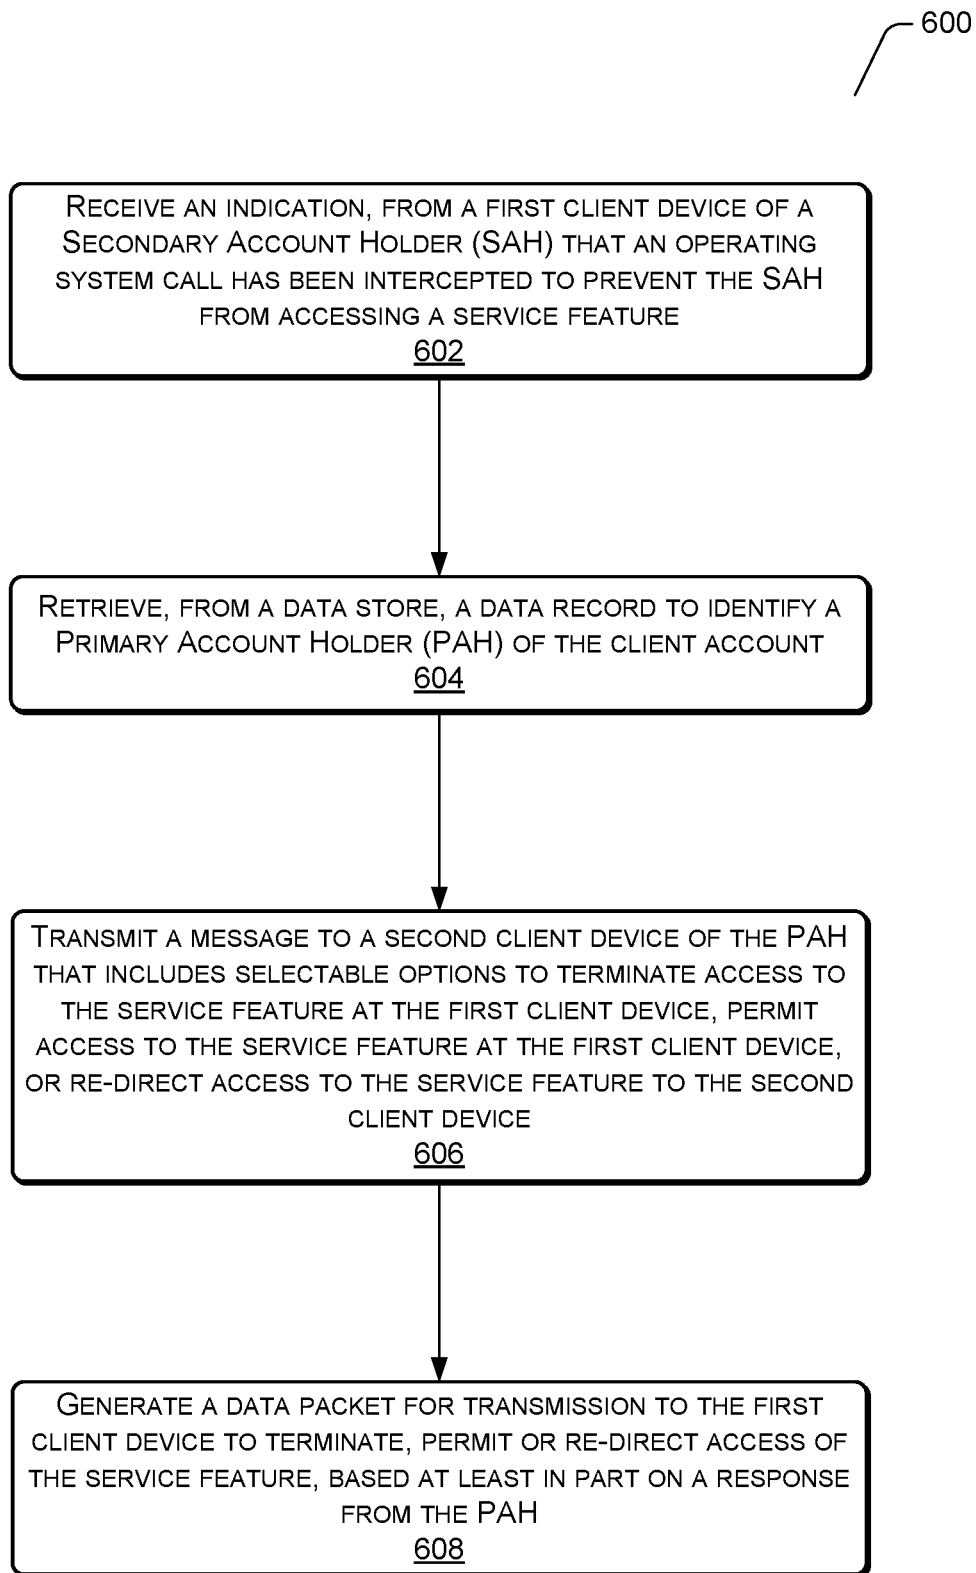 600
RECEIVE AN INDICATION, FROM A FIRST CLIENT DEVICE OF A
SECONDARY ACCOUNT HOLDER (SAH) THAT AN OPERATING
SYSTEM CALL HAS BEEN INTERCEPTED TO PREVENT THE SAH
FROM ACCESSING A SERVICE FEATURE
602
RETRIEVE, FROM A DATA STORE, A DATA RECORD TO IDENTIFY A
PRIMARY ACCOUNT HOLDER (PAH) OF THE CLIENT ACCOUNT
604
TRANSMIT A MESSAGE TO A SECOND CLIENT DEVICE OF THE PAH
THAT INCLUDES SELECTABLE OPTIONS TO TERMINATE ACCESS TO
THE SERVICE FEATURE AT THE FIRST CLIENT DEVICE, PERMIT
ACCESS TO THE SERVICE FEATURE AT THE FIRST CLIENT DEVICE,
OR RE-DIRECT ACCESS TO THE SERVICE FEATURE TO THE SECOND
CLIENT DEVICE
606
GENERATE A DATA PACKET FOR TRANSMISSION TO THE FIRST
CLIENT DEVICE TO TERMINATE, PERMIT OR RE-DIRECT ACCESS OF
THE SERVICE FEATURE, BASED AT LEAST IN PART ON A RESPONSE
FROM THE PAH
608